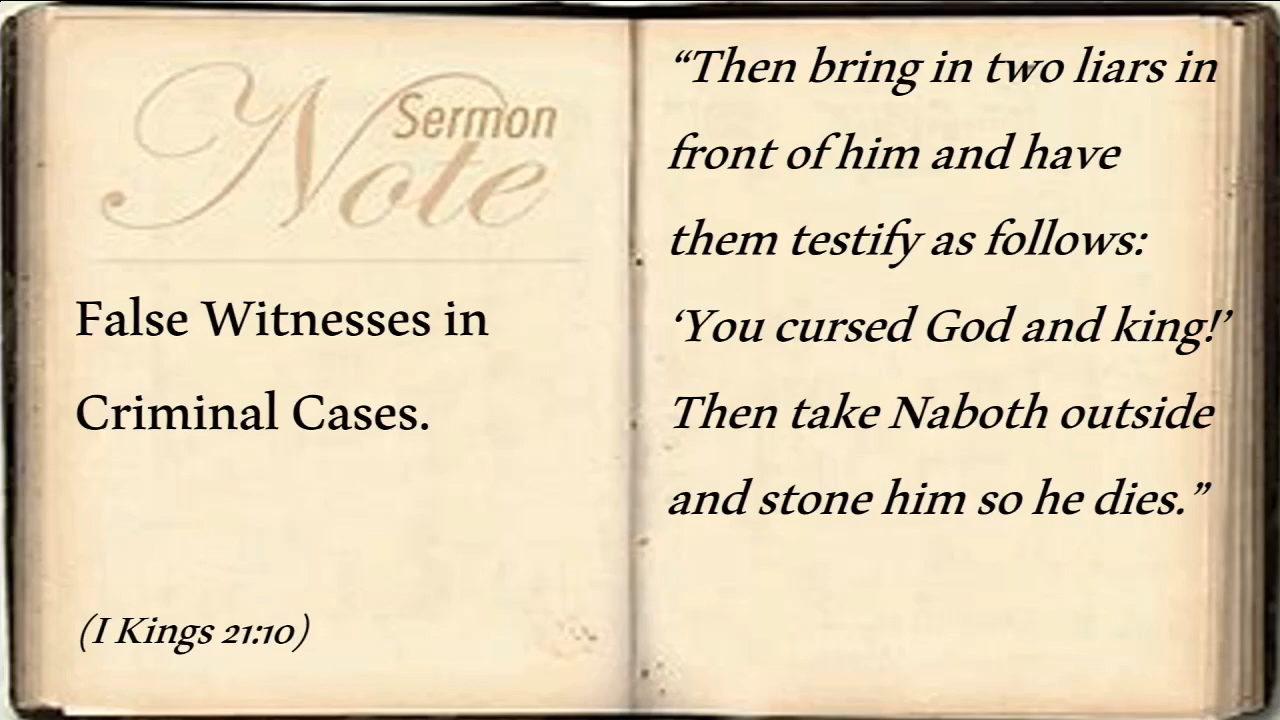 Sermon
Note
False Witnesses in
Criminal Cases.
(I Kings 21:10)
“Then bring in two liars in
front of him and have
them testify as follows:
‘You cursed God and king!’
Then take Naboth outside
and stone him so he dies.”